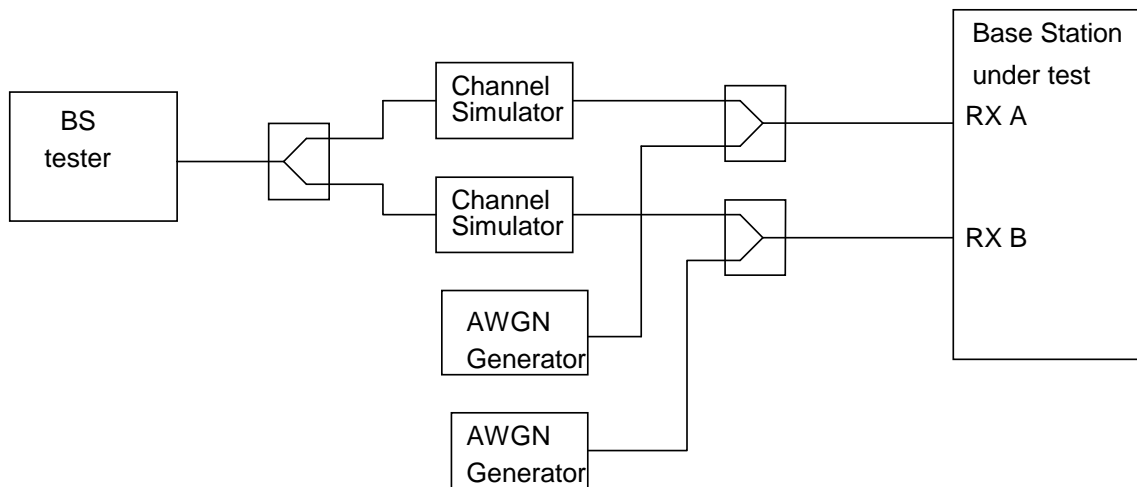 BS
tester
Channel
Simulator
Channel
Simulator
AWGN
Generator
AWGN
Generator
Base Station
under test
RX A
RX B